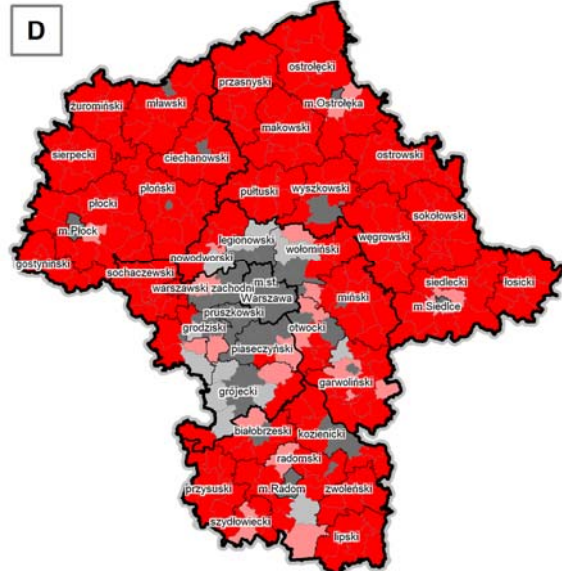 D
ostrołęcki
przasnyski
żuromiński
mławski
m.Ostrołęka
makowski
sierpecki
ciechanowski
ostrowski
płocki
płoński
pułtuski
wyszkowski
sokołowski
m.Płock
legionowski
wołomiński
węgrowski
gostyniński
sochaczewski
nowodworski
warszawski zachodni
m.st.
Warszawa
miński
siedlecki
łosicki
m.Siedlce
pruszkowski
grodziski
otwocki
piaseczyński
garwoliński
grójecki
białobrzeski
kozienicki
radomski
przysuski
m.Radom
zwoleński
szydłowiecki
lipski